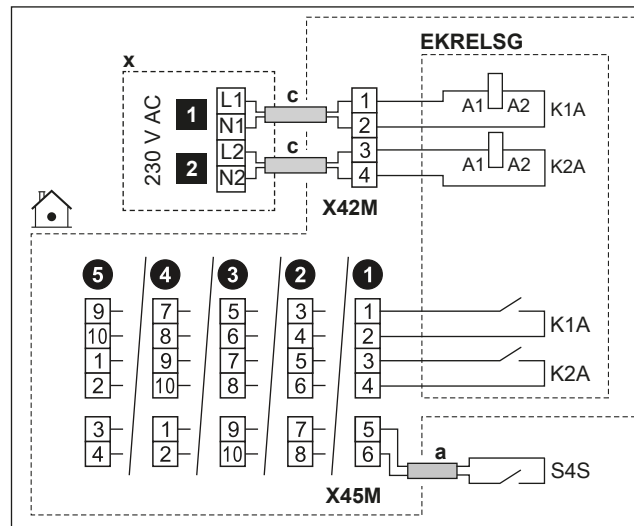 EKRELSG
x
230 V AC
1
L1
N1
2
L2
N2
c
c
1
2
3
4
X42M
A1 A2 K1A
A1 A2 K2A
5 4 3 2 1
9 7 5 3 1
10 8 6 4 2
1 9 7 5 3
2 10 8 6 4
K1A
K2A
3 1 9 7 5
4 2 10 8 6
a
S4S
X45M